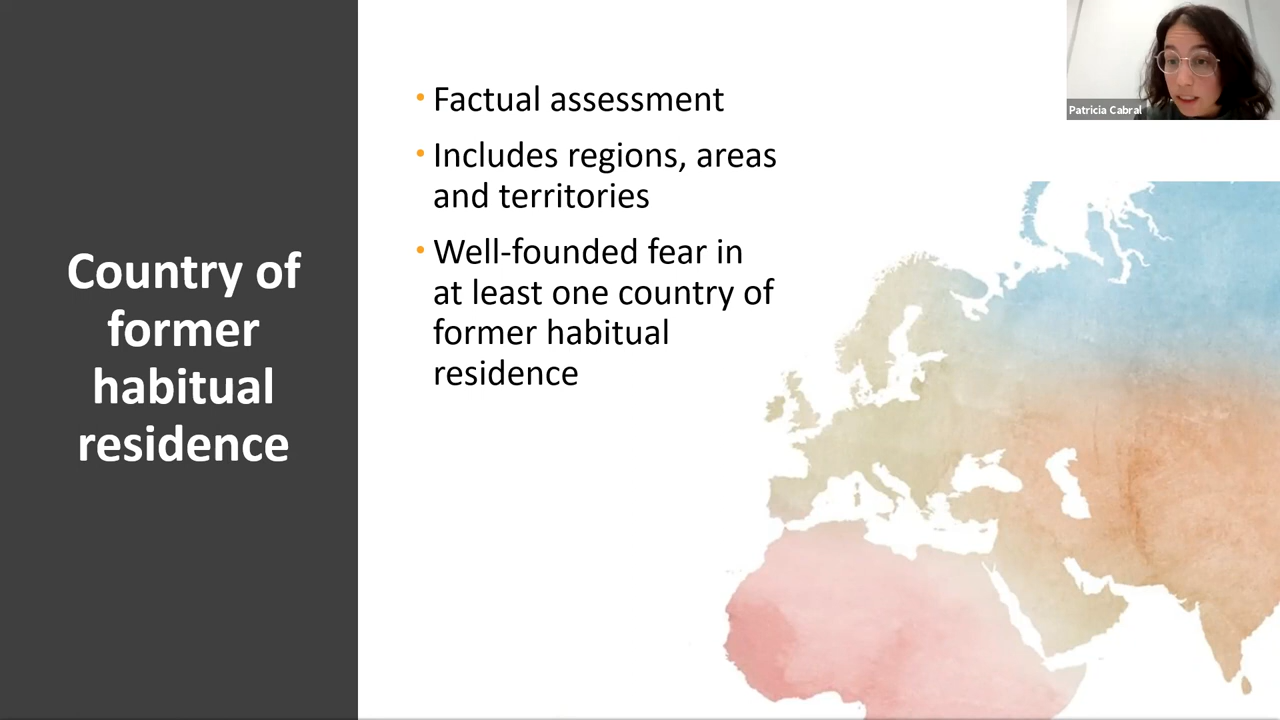 Country of
former
habitual
residence
• Factual assessment
• Includes regions, areas
and territories
• Well-founded fear in
at least one country of
former habitual
residence
Patricia Cabral